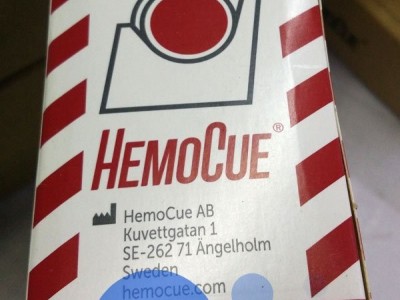 HEMOCUE®
HemoCue AB
Kuvettgatan 1
SE-262 71 Ängelholm
Sweden
hemocue.com